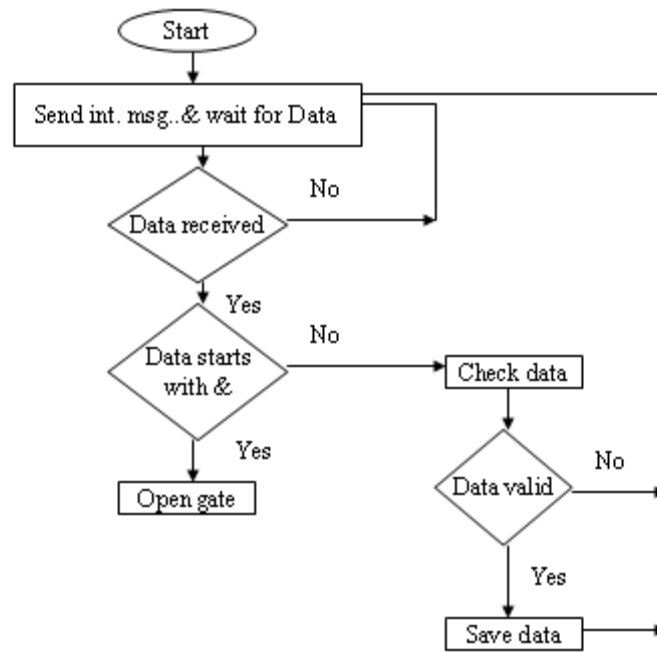 Start
Send int. msg..& wait for Data
No
Data received
Yes
Data starts
with &
No
Check data
Yes
Open gate
Data valid
No
Yes
Save data